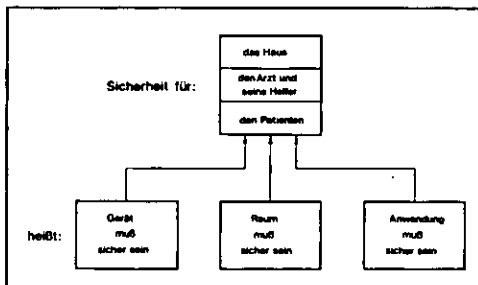 das Haus
Sicherheit für:
den Arzt und
seine Helfer
den Patienten
heißt:
Gerät
muß
sicher sein
Raum
muß
sicher sein
Anwendung
muß
sicher sein